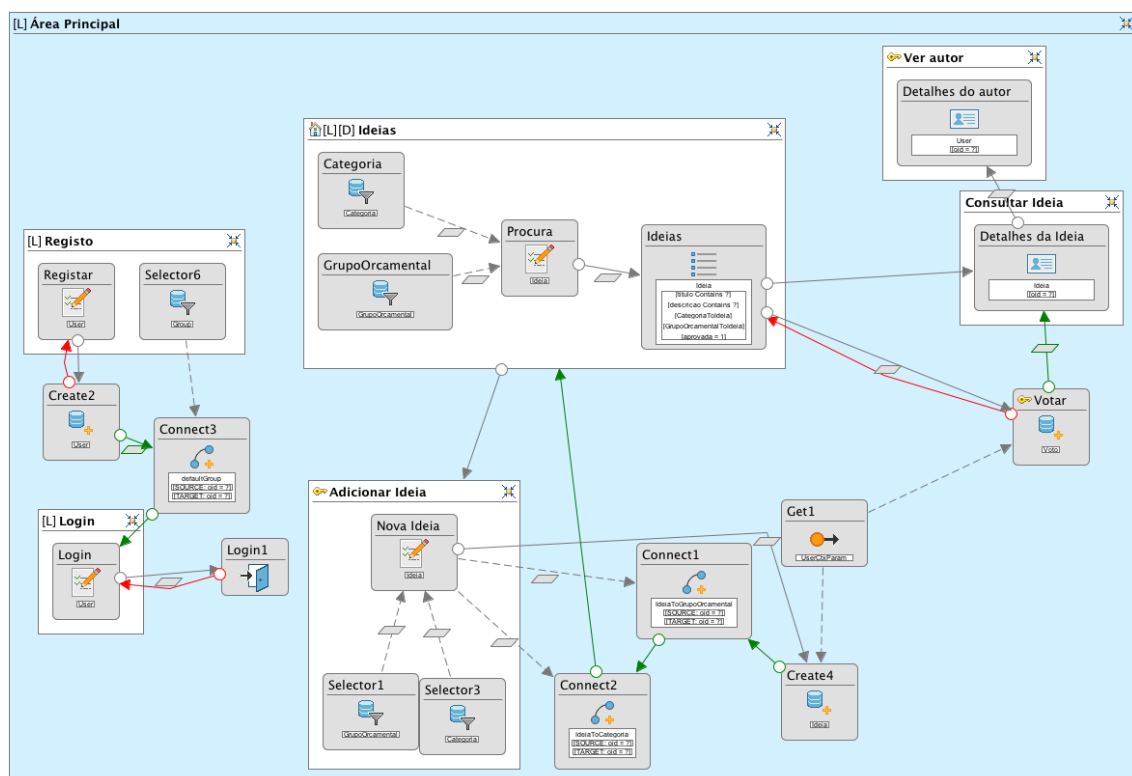 [L] Área Principal
Ver autor
Detalhes do autor
User
[oid = ?]
[L][D] Ideias
Categoria
Categoria
GrupoOrcamental
GrupoOrcamental
Procura
Ideia
Ideias
Ideia
[titulo Contains ?]
[descricao Contains ?]
[CategoriaToIdeia]
[GrupoOrcamentalToIdeia]
[aprovada = 1]
Consultar Ideia
Detalhes da Ideia
Ideia
[oid = ?]
[L] Registo
Registar
User
Selector6
Group
Create2
User
Connect3
defaultGroup
[SOURCE: oid = ?]
[TARGET: oid = ?]
Votar
Voto
[L] Login
Login
User
Login1
Adicionar Ideia
Nova Ideia
Ideia
Selector1
GrupoOrcamental
Selector3
Categoria
Connect1
IdeiaToGrupoOrcamental
[SOURCE: oid = ?]
[TARGET: oid = ?]
Get1
UserCtxParam
Connect2
IdeiaToCategoria
[SOURCE: oid = ?]
[TARGET: oid = ?]
Create4
Ideia